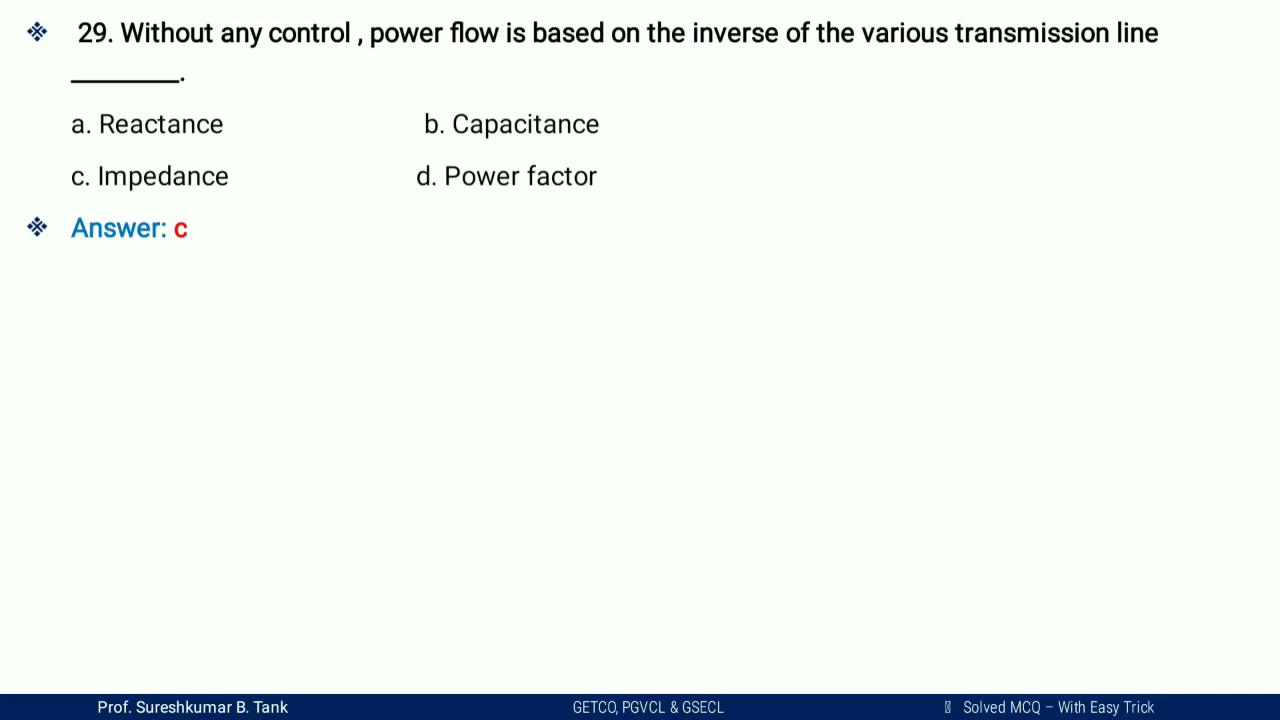 29. Without any control , power flow is based on the inverse of the various transmission line
________.
a. Reactance b. Capacitance
c. Impedance d. Power factor
Answer: c
Prof. Sureshkumar B. Tank GETCO, PGVCL & GSECL Solved MCQ – With Easy Trick